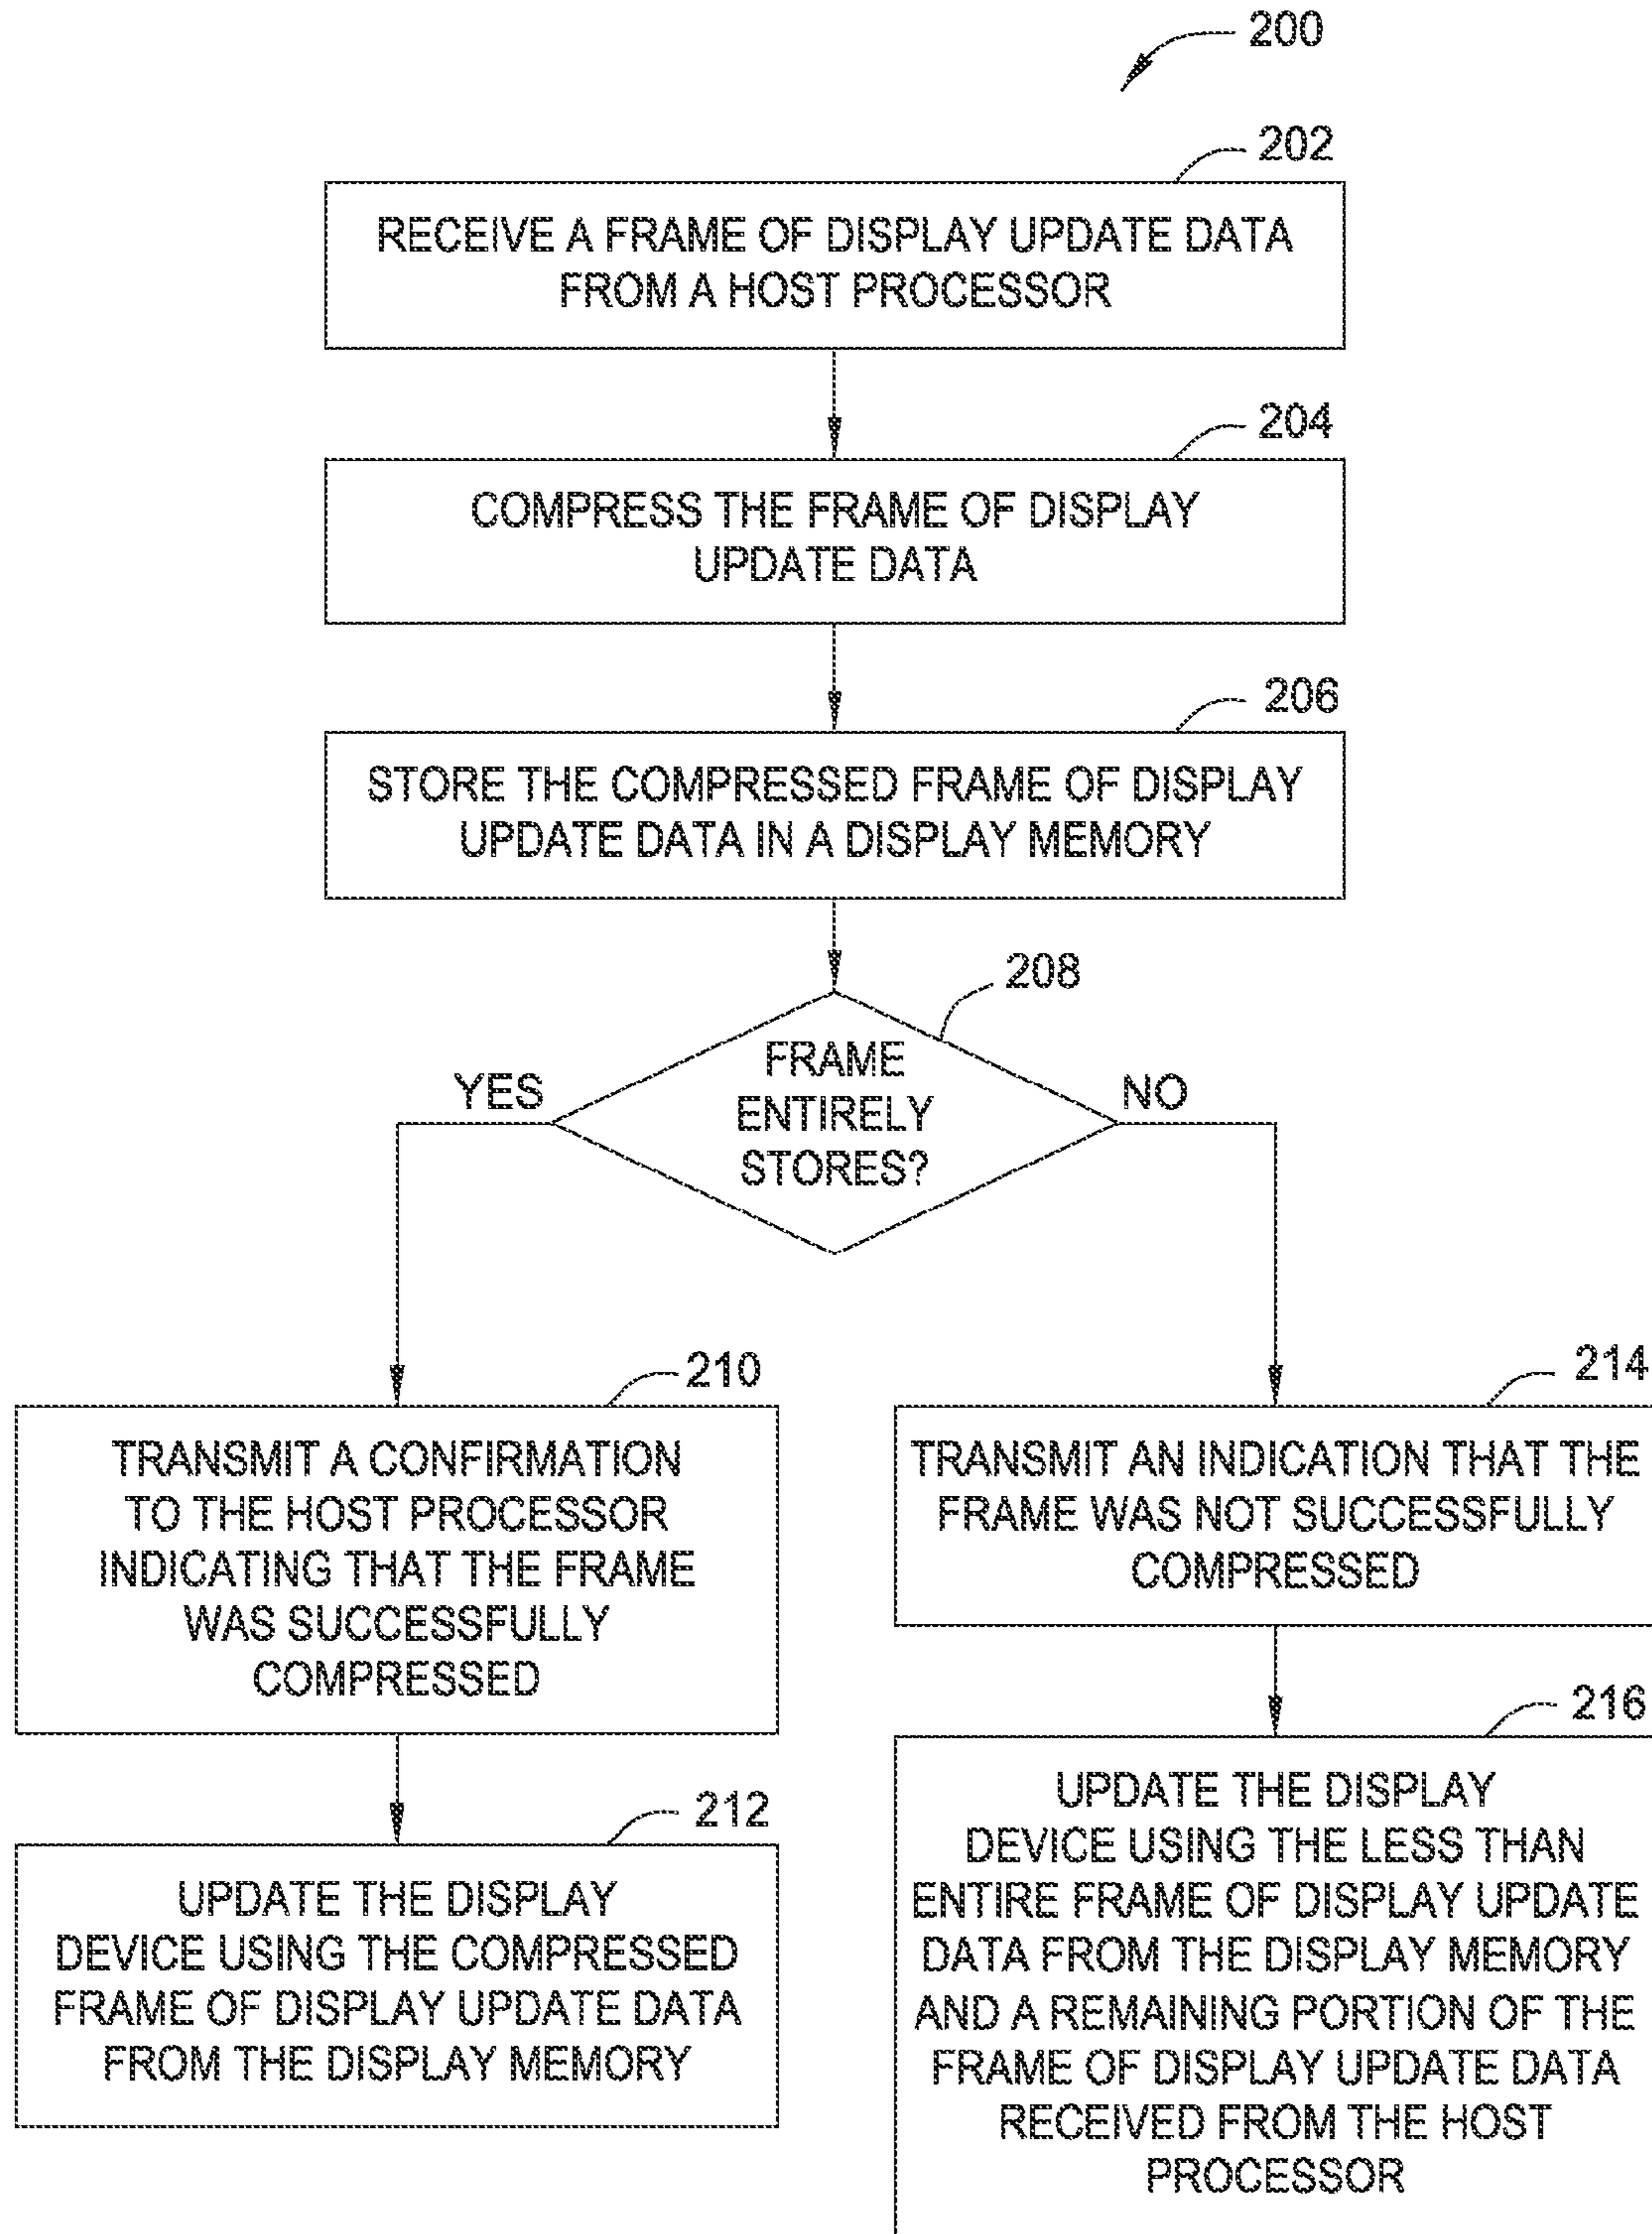 200
202
RECEIVE A FRAME OF DISPLAY UPDATE DATA
FROM A HOST PROCESSOR
204
COMPRESS THE FRAME OF DISPLAY
UPDATE DATA
206
STORE THE COMPRESSED FRAME OF DISPLAY
UPDATE DATA IN A DISPLAY MEMORY
208
FRAME
ENTIRELY
STORES?
YES
NO
210
TRANSMIT A CONFIRMATION
TO THE HOST PROCESSOR
INDICATING THAT THE FRAME
WAS SUCCESSFULLY
COMPRESSED
212
UPDATE THE DISPLAY
DEVICE USING THE COMPRESSED
FRAME OF DISPLAY UPDATE DATA
FROM THE DISPLAY MEMORY
214
TRANSMIT AN INDICATION THAT THE
FRAME WAS NOT SUCCESSFULLY
COMPRESSED
216
UPDATE THE DISPLAY
DEVICE USING THE LESS THAN
ENTIRE FRAME OF DISPLAY UPDATE
DATA FROM THE DISPLAY MEMORY
AND A REMAINING PORTION OF THE
FRAME OF DISPLAY UPDATE DATA
RECEIVED FROM THE HOST
PROCESSOR